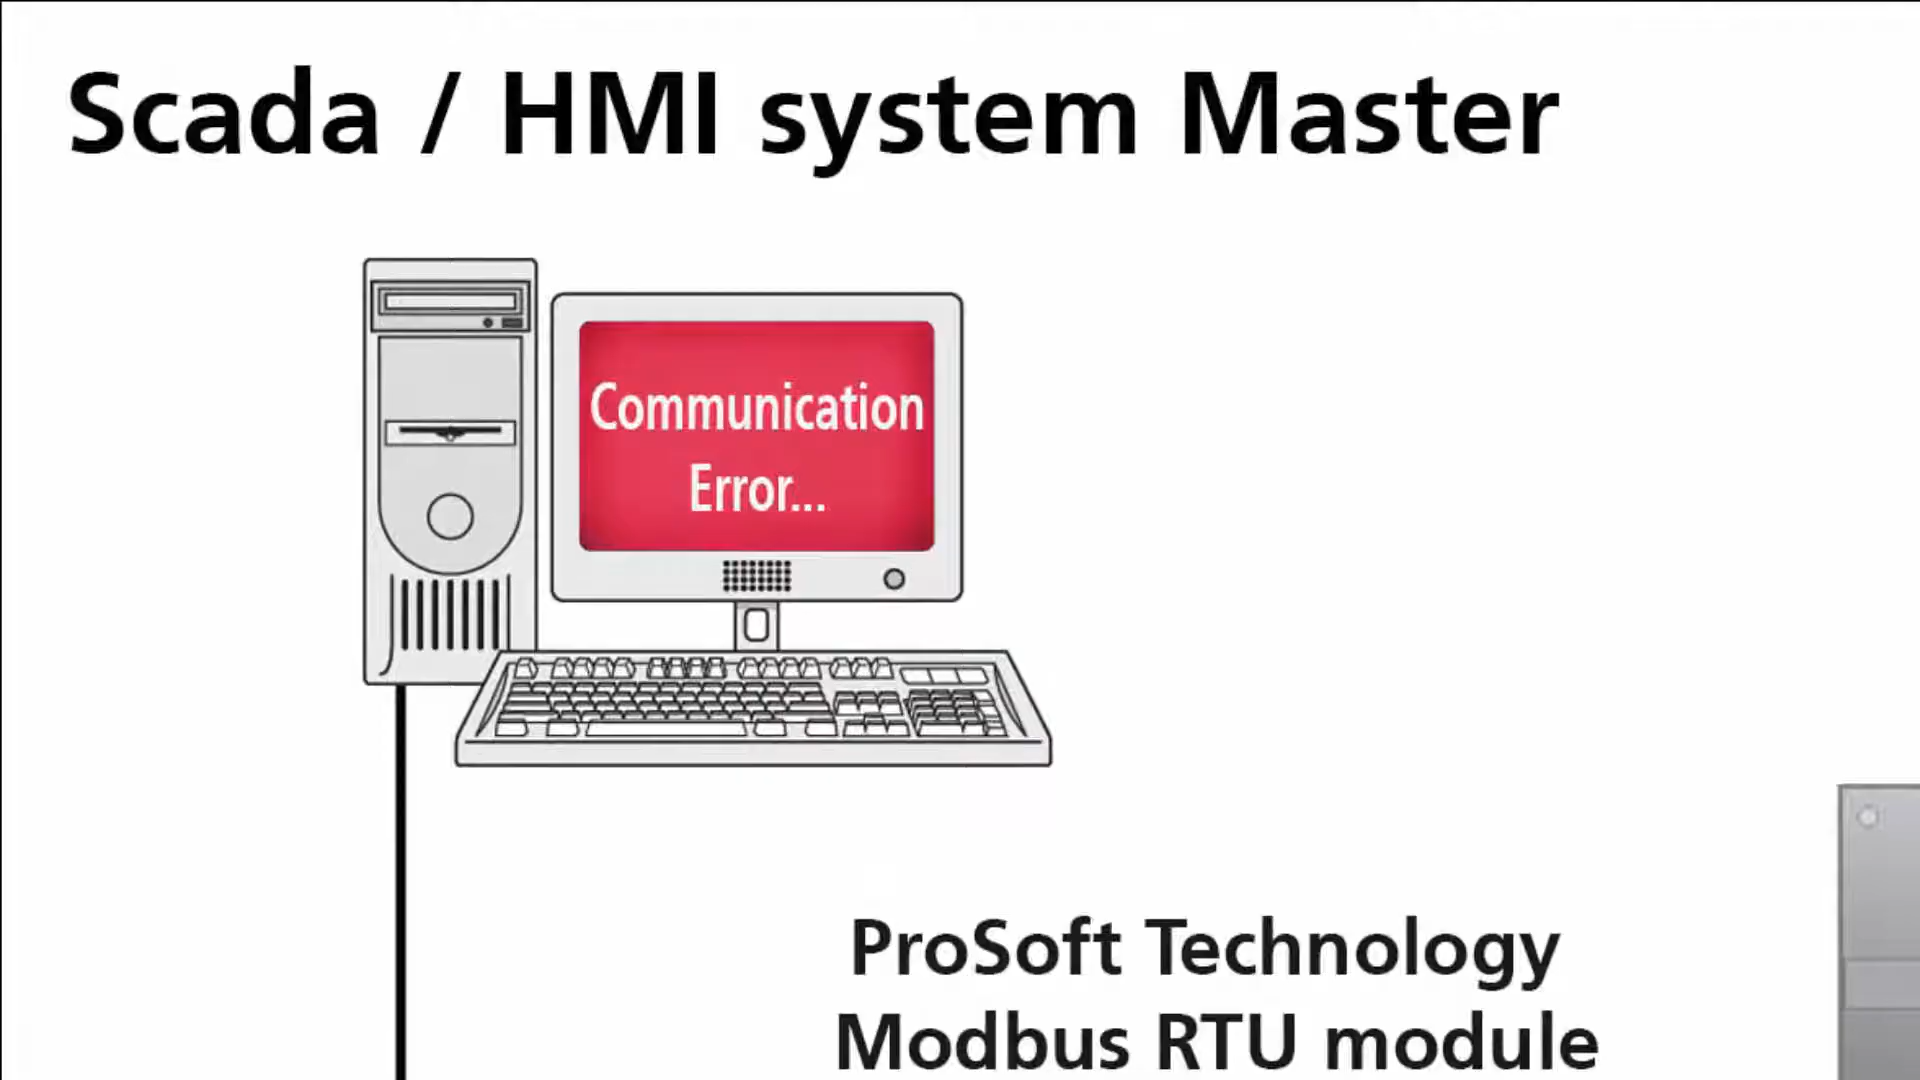 Scada / HMI system Master
Communication
Error...
ProSoft Technology
Modbus RTU module